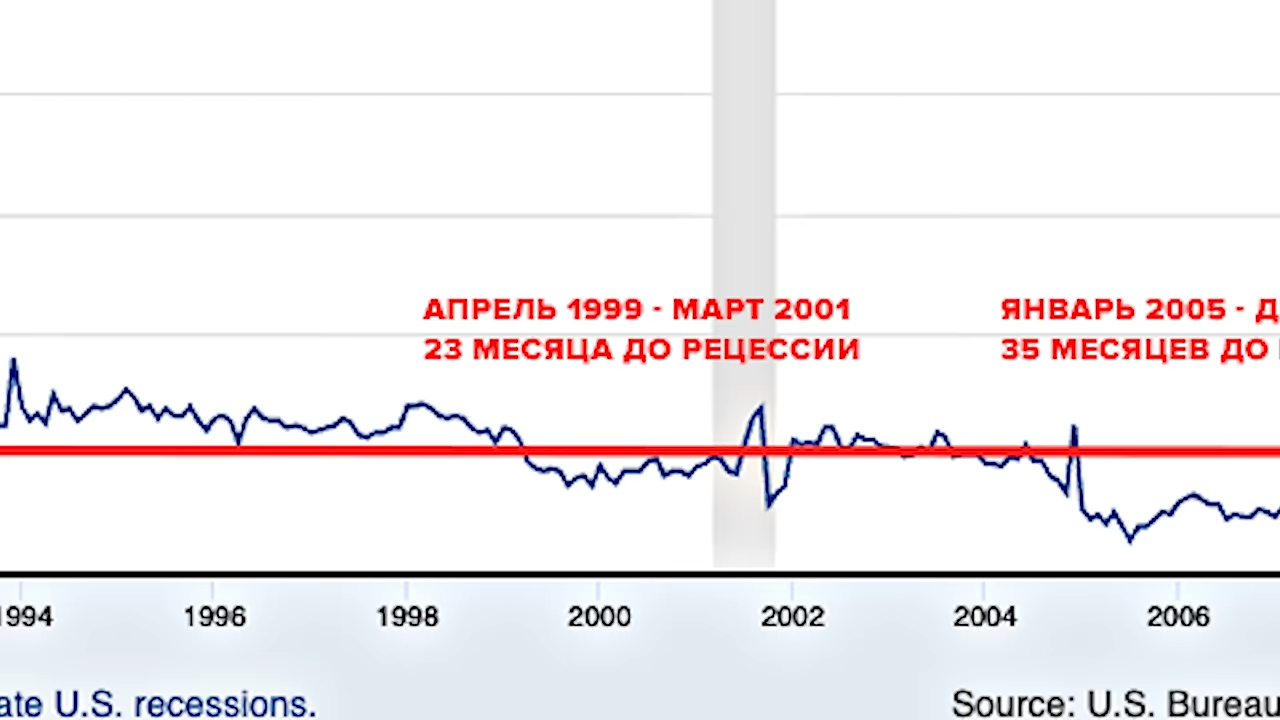 АПРЕЛЬ 1999 - МАРТ 2001
23 МЕСЯЦА ДО РЕЦЕССИИ
ЯНВАРЬ 2005 - Д
35 МЕСЯЦЕВ ДО
1994 1996 1998 2000 2002 2004 2006
ate U.S. recessions.
Source: U.S. Bureau